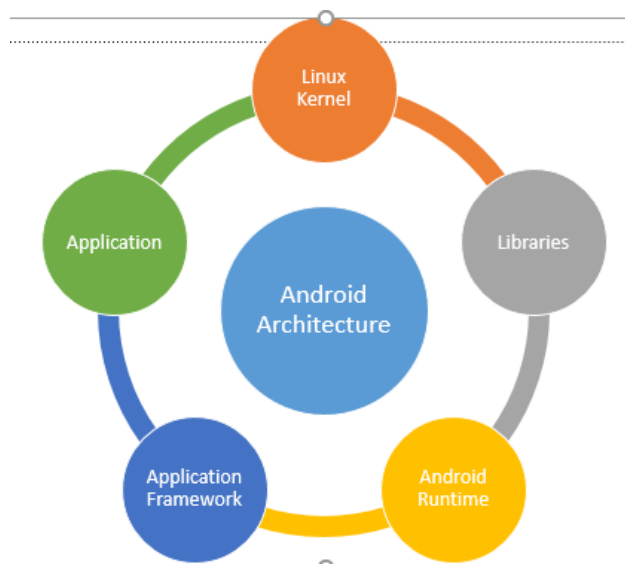 Linux
Kernel
Application
Libraries
Android
Architecture
Application
Framework
Android
Runtime